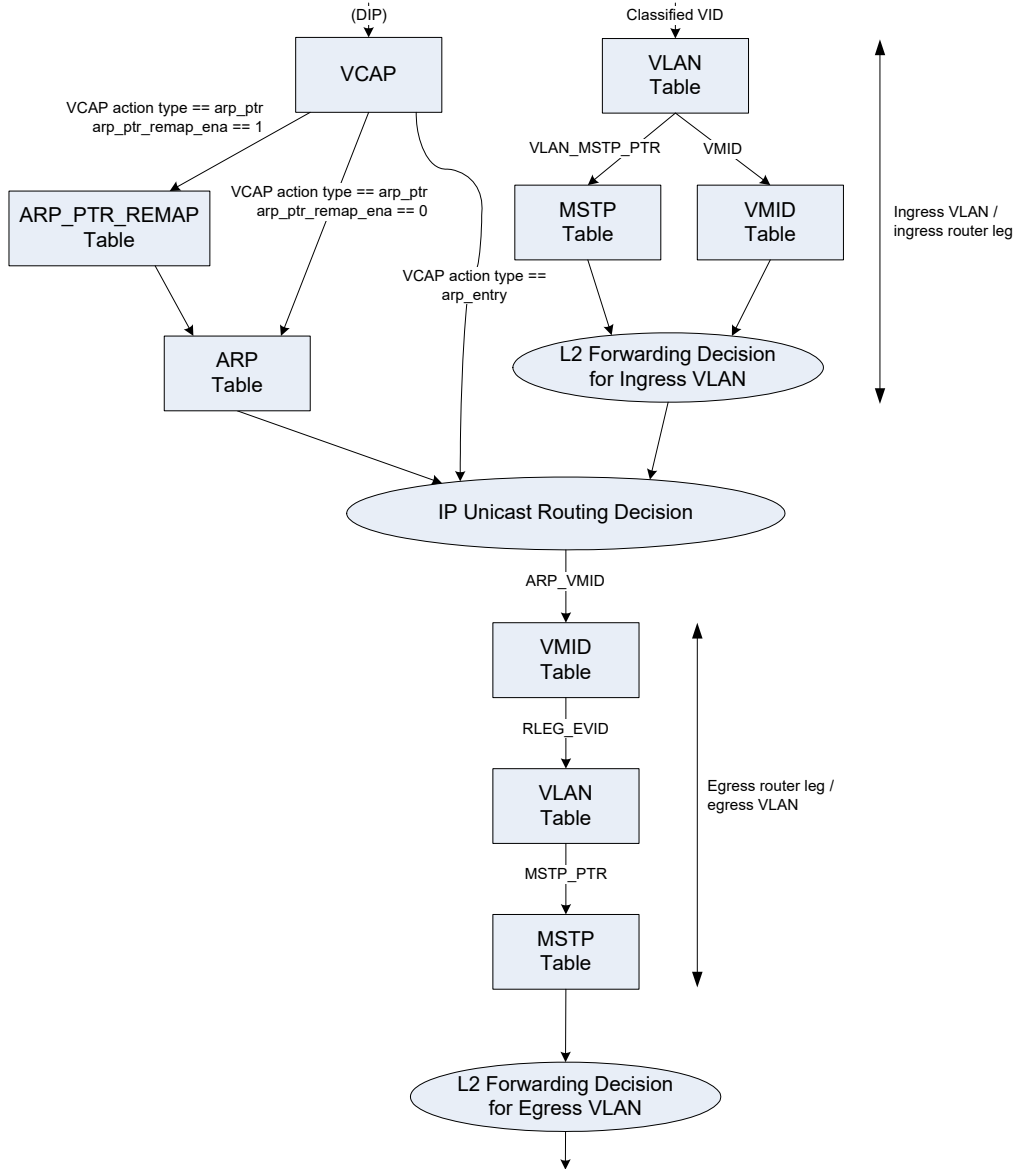 (DIP)
Classified VID
VCAP
VLAN
Table
VCAP action type == arp_ptr
arp_ptr_remap_ena == 1
VLAN_MSTP_PTR
VMID
VCAP action type == arp_ptr
arp_ptr_remap_ena == 0
ARP_PTR_REMAP
Table
MSTP
Table
VMID
Table
Ingress VLAN /
ingress router leg
VCAP action type ==
arp_entry
ARP
Table
L2 Forwarding Decision
for Ingress VLAN
IP Unicast Routing Decision
ARP_VMID
VMID
Table
RLEG_EVID
VLAN
Table
Egress router leg /
egress VLAN
MSTP_PTR
MSTP
Table
L2 Forwarding Decision
for Egress VLAN